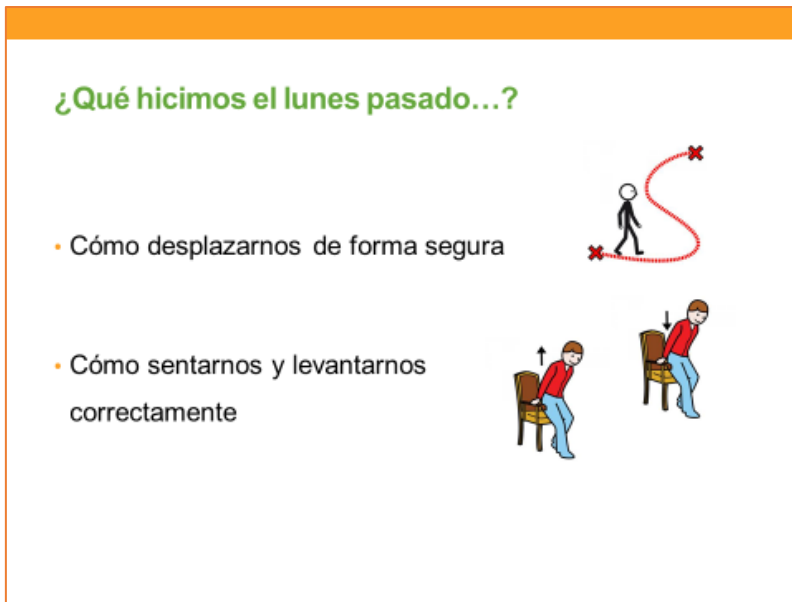 ¿Qué hicimos el lunes pasado…?
• Cómo desplazarnos de forma segura
• Cómo sentarnos y levantarnos
correctamente